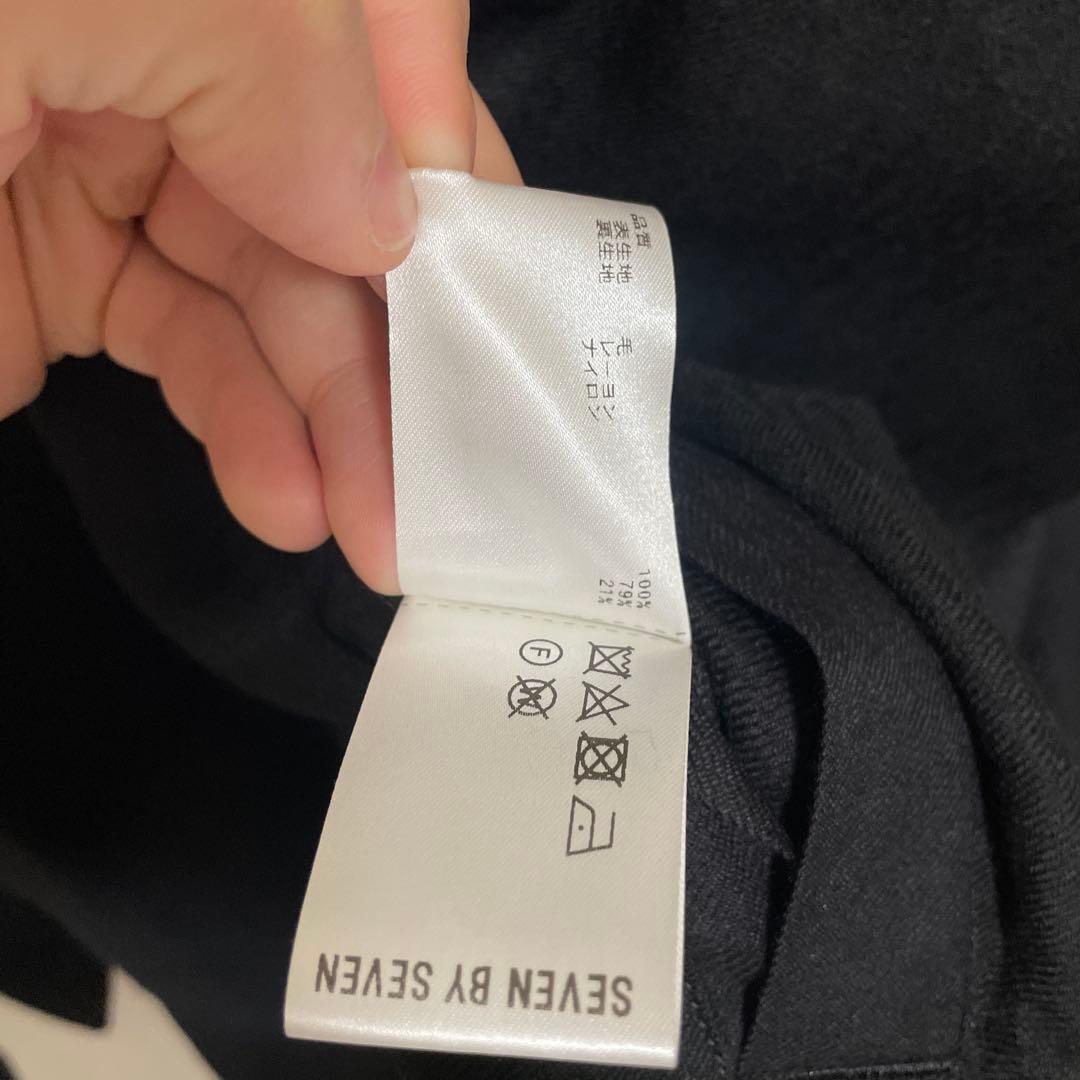 品質
表生地 毛 100%
裏生地 レーヨン 79%
ナイロン 21%
F
W
SEVEN BY SEVEN